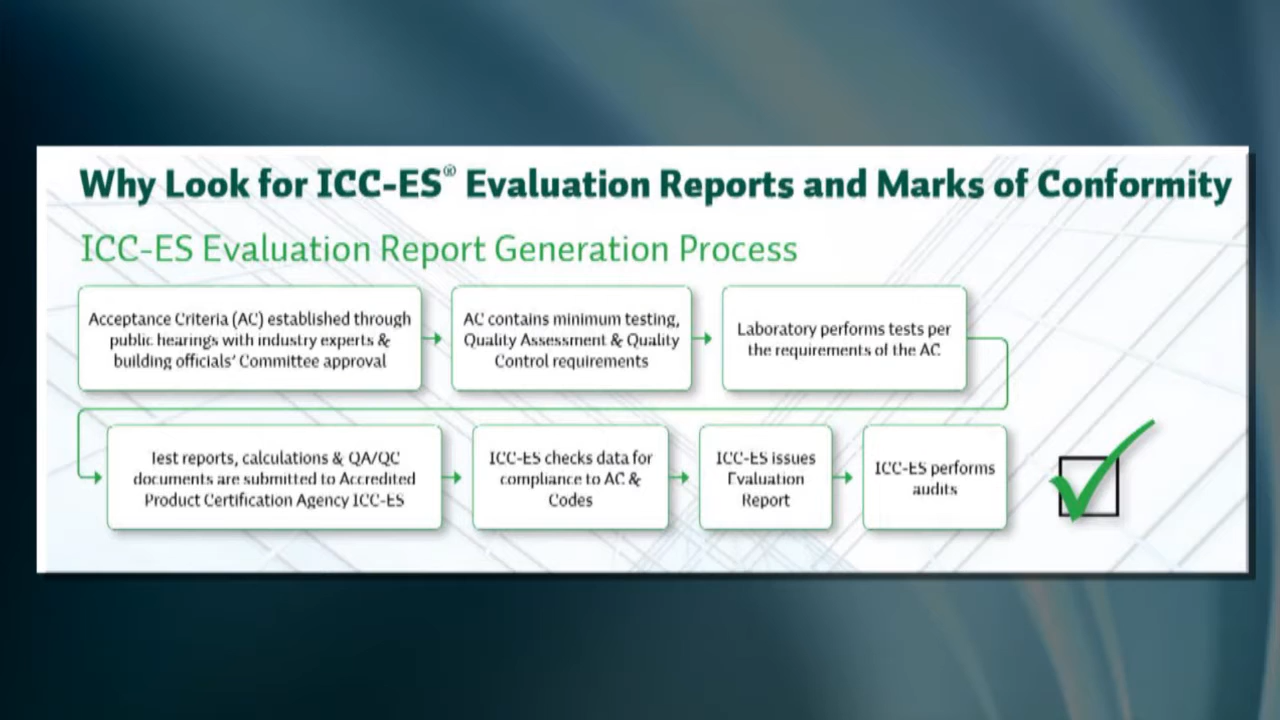 Why Look for ICC-ES® Evaluation Reports and Marks of Conformity
ICC-ES Evaluation Report Generation Process
Acceptance Criteria (AC) established through
public hearings with industry experts &
building officials' Committee approval
AC contains minimum testing,
Quality Assessment & Quality
Control requirements
Laboratory performs tests per
the requirements of the AC
Test reports, calculations & QA/QC
documents are submitted to Accredited
Product Certification Agency ICC-ES
ICC-ES checks data for
compliance to AC &
Codes
ICC-ES issues
Evaluation
Report
ICC-ES performs
audits